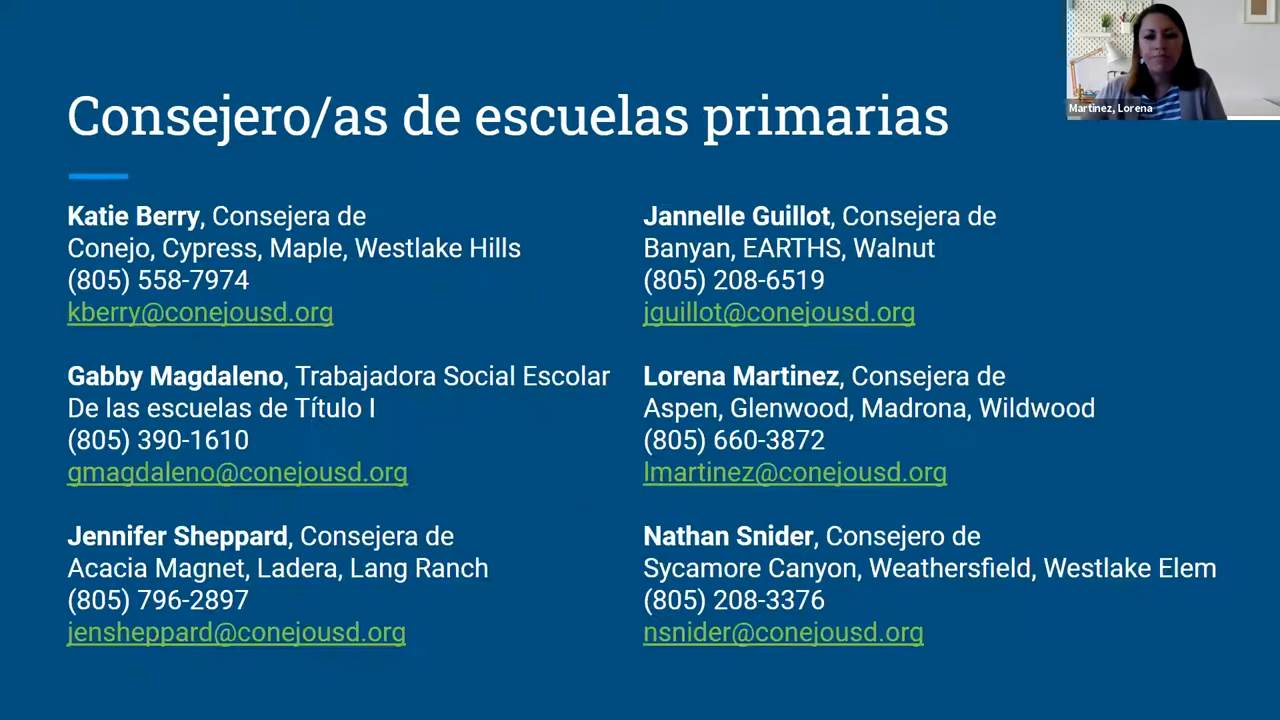 Consejero/as de escuelas primarias
Martinez, Lorena
Katie Berry, Consejera de
Conejo, Cypress, Maple, Westlake Hills
(805) 558-7974
kberry@conejousd.org
Gabby Magdaleno, Trabajadora Social Escolar
De las escuelas de Título I
(805) 390-1610
gmagdaleno@conejousd.org
Jennifer Sheppard, Consejera de
Acacia Magnet, Ladera, Lang Ranch
(805) 796-2897
jensheppard@conejousd.org
Jannelle Guillot, Consejera de
Banyan, EARTHS, Walnut
(805) 208-6519
jguillot@conejousd.org
Lorena Martinez, Consejera de
Aspen, Glenwood, Madrona, Wildwood
(805) 660-3872
lmartinez@conejousd.org
Nathan Snider, Consejero de
Sycamore Canyon, Weathersfield, Westlake Elem
(805) 208-3376
nsnider@conejousd.org